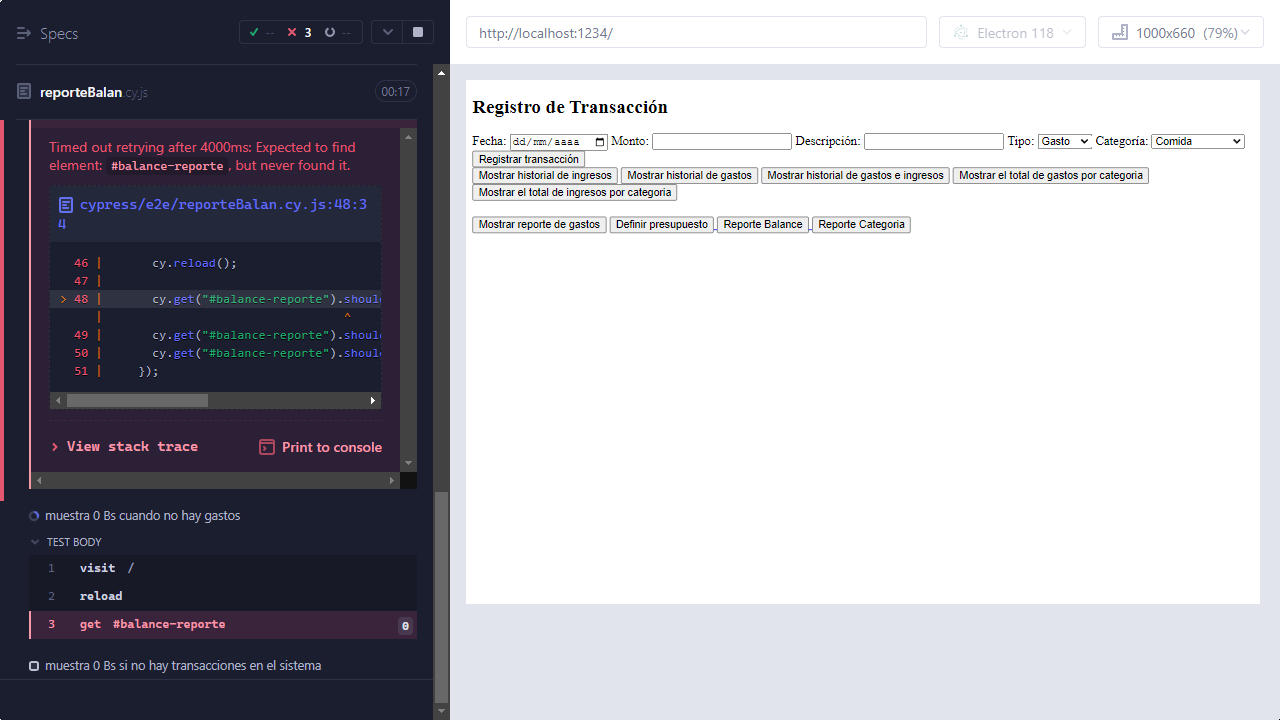 Specs
-- 3 --
reporteBalan.cy.js 00:17
Timed out retrying after 4000ms: Expected to find
element: #balance-reporte, but never found it.
cypress/e2e/reporteBalan.cy.js:48:3
4
46 | cy.reload();
47 |
> 48 | cy.get("#balance-reporte").should
| ^
49 | cy.get("#balance-reporte").should
50 | cy.get("#balance-reporte").should
51 | });
View stack trace
Print to console
muestra 0 Bs cuando no hay gastos
TEST BODY
1 visit /
2 reload
3 get #balance-reporte 0
muestra 0 Bs si no hay transacciones en el sistema
http://localhost:1234/
Electron 118
1000x660 (79%)
Registro de Transacción
Fecha: dd/mm/aaaa Monto: Descripción: Tipo: Gasto Categoría: Comida
Registrar transacción
Mostrar historial de ingresos Mostrar historial de gastos Mostrar historial de gastos e ingresos Mostrar el total de gastos por categoria
Mostrar el total de ingresos por categoria
Mostrar reporte de gastos Definir presupuesto Reporte Balance Reporte Categoria